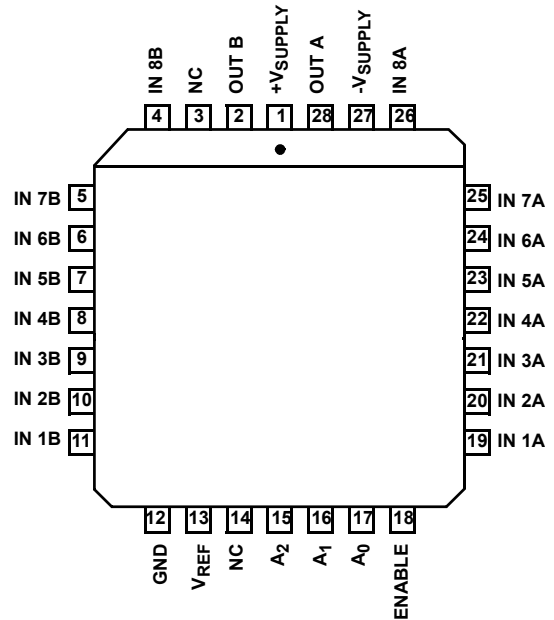 IN 8B NC OUT B +VSUPPLY OUT A -VSUPPLY IN 8A
4 3 2 1 28 27 26
IN 7B 5 25 IN 7A
IN 6B 6 24 IN 6A
IN 5B 7 23 IN 5A
IN 4B 8 22 IN 4A
IN 3B 9 21 IN 3A
IN 2B 10 20 IN 2A
IN 1B 11 19 IN 1A
12 13 14 15 16 17 18
GND VREF NC A2 A1 A0 ENABLE